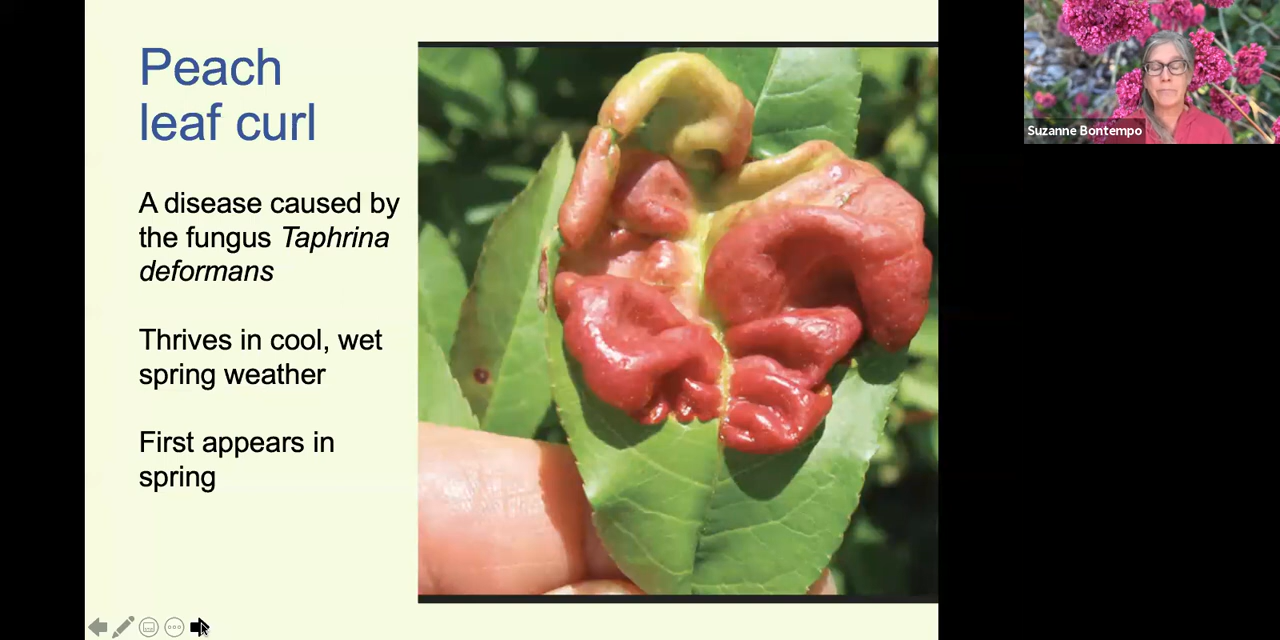 Peach
leaf curl
A disease caused by
the fungus Taphrina
deformans
Thrives in cool, wet
spring weather
First appears in
spring
Suzanne Bontempo